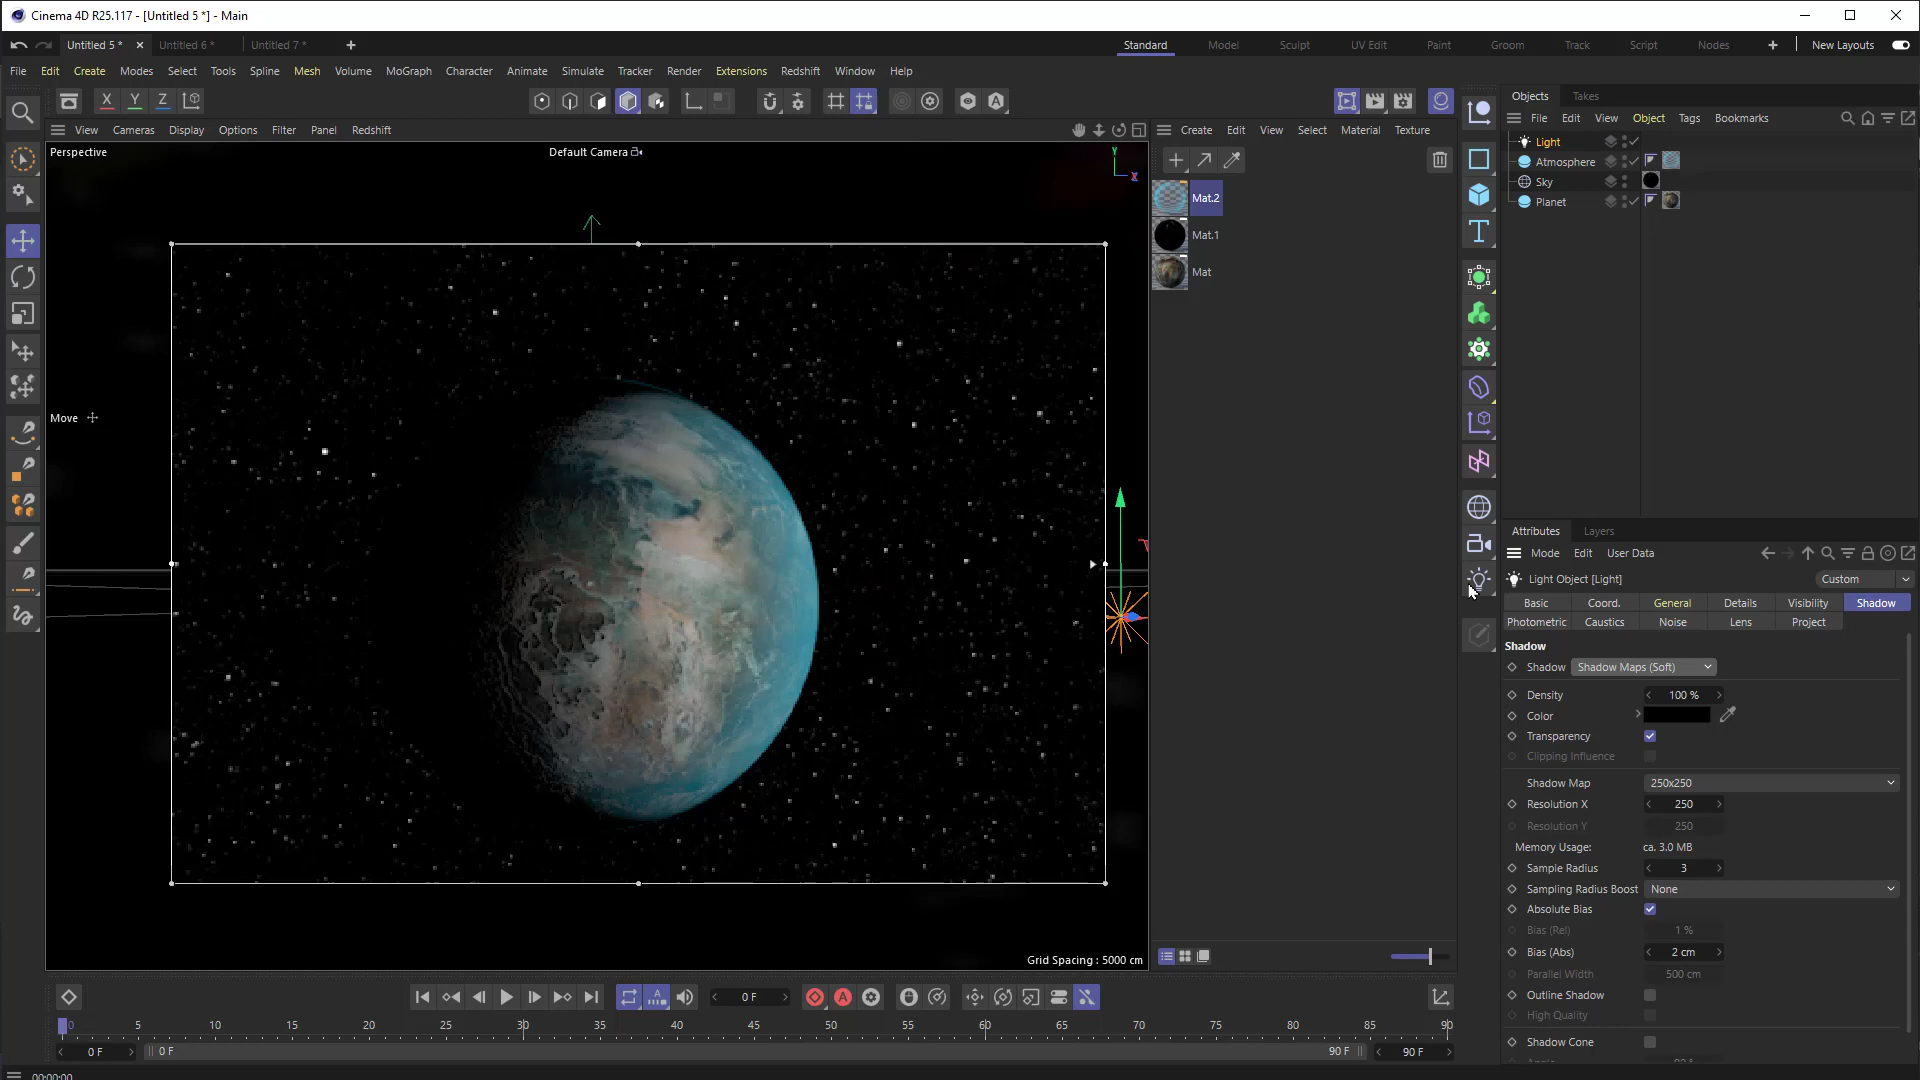 Cinema 4D R25.117 - [Untitled 5 *] - Main
Untitled 5 * Untitled 6 * Untitled 7 * Standard Model Sculpt UV Edit Paint Groom Track Script Nodes New Layouts
File Edit Create Modes Select Tools Spline Mesh Volume MoGraph Character Animate Simulate Tracker Render Extensions Redshift Window Help
X Y Z
Objects Takes
File Edit View Object Tags Bookmarks
View Cameras Display Options Filter Panel Redshift
Create Edit View Select Material Texture
Perspective
Default Camera
Y
X
Light
Atmosphere
Sky
Planet
Mat.2
Mat.1
Mat
Move
Grid Spacing : 5000 cm
Attributes Layers
Mode Edit User Data
Light Object [Light] Custom
Basic Coord. General Details Visibility Shadow
Photometric Caustics Noise Lens Project
Shadow
Shadow Shadow Maps (Soft)
Density 100 %
Color
Transparency
Clipping Influence
Shadow Map 250x250
Resolution X 250
Resolution Y 250
Memory Usage: ca. 3.0 MB
Sample Radius 3
Sampling Radius Boost None
Absolute Bias
Bias (Rel) 1 %
Bias (Abs) 2 cm
Parallel Width 500 cm
Outline Shadow
High Quality
Shadow Cone
0 F
0 5 10 15 20 25 30 35 40 45 50 55 60 65 70 75 80 85 90
0 F 0 F 90 F 90 F
00:00:00